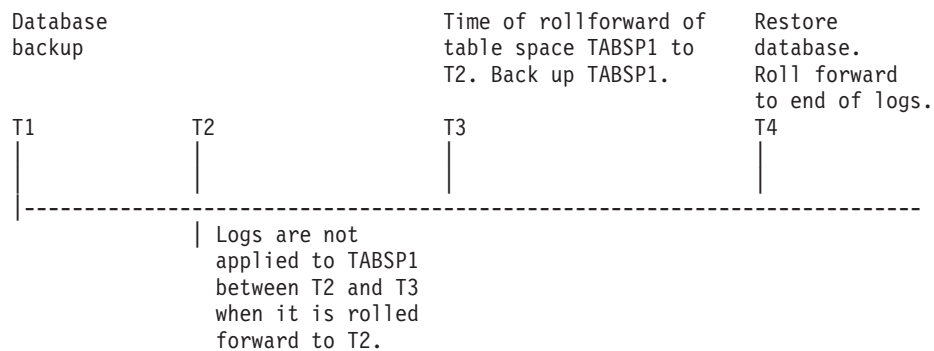 Database
backup
Time of rollforward of
table space TABSP1 to
T2. Back up TABSP1.
Restore
database.
Roll forward
to end of logs.
T1
T2
T3
T4
Logs are not
applied to TABSP1
between T2 and T3
when it is rolled
forward to T2.